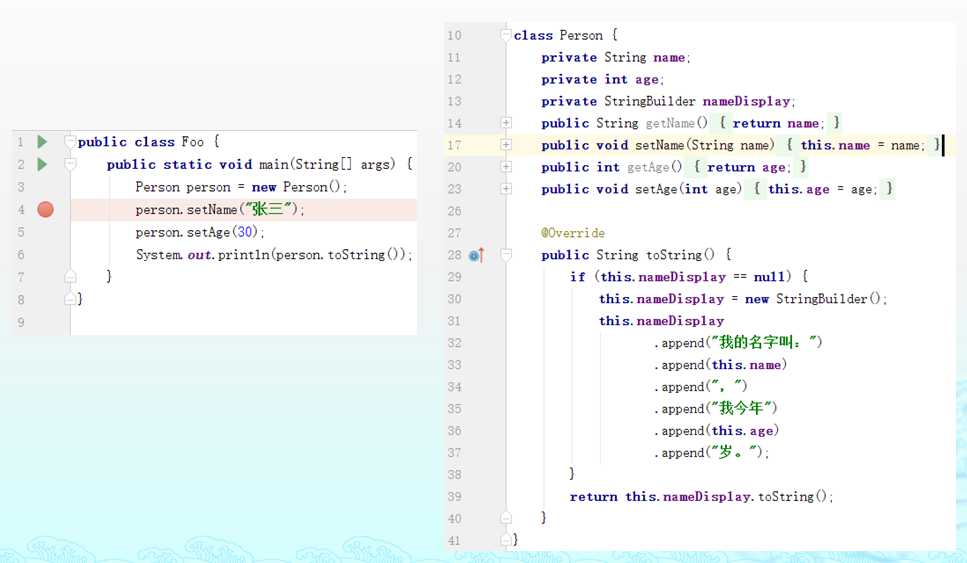 1 public class Foo {
2 public static void main(String[] args) {
3 Person person = new Person();
4 person.setName("张三");
5 person.setAge(30);
6 System.out.println(person.toString());
7 }
8 }
9
10 class Person {
11 private String name;
12 private int age;
13 private StringBuilder nameDisplay;
14 public String getName() { return name; }
17 public void setName(String name) { this.name = name; }
20 public int getAge() { return age; }
23 public void setAge(int age) { this.age = age; }
26
27 @Override
28 public String toString() {
29 if (this.nameDisplay == null) {
30 this.nameDisplay = new StringBuilder();
31 this.nameDisplay
32 .append("我的名字叫：")
33 .append(this.name)
34 .append("，")
35 .append("我今年")
36 .append(this.age)
37 .append("岁。");
38 }
39 return this.nameDisplay.toString();
40 }
41 }